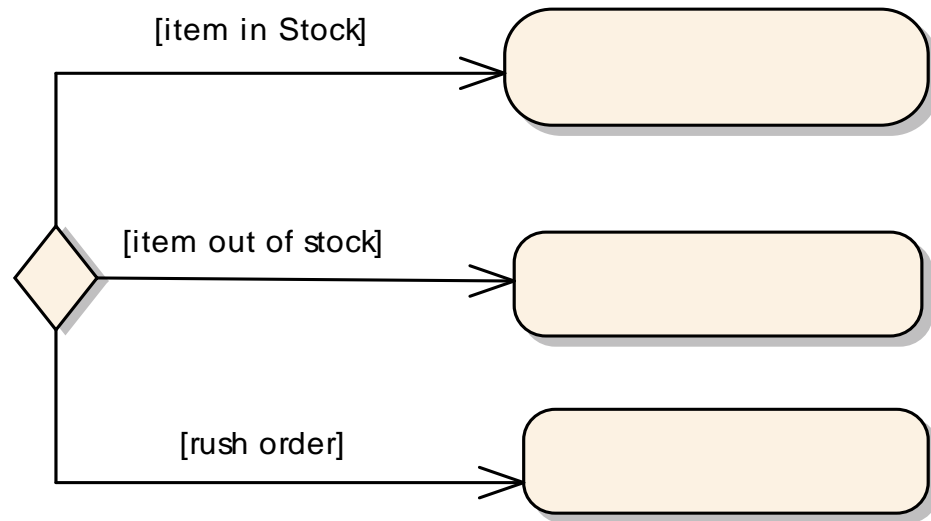 [item in Stock]
[item out of stock]
[rush order]